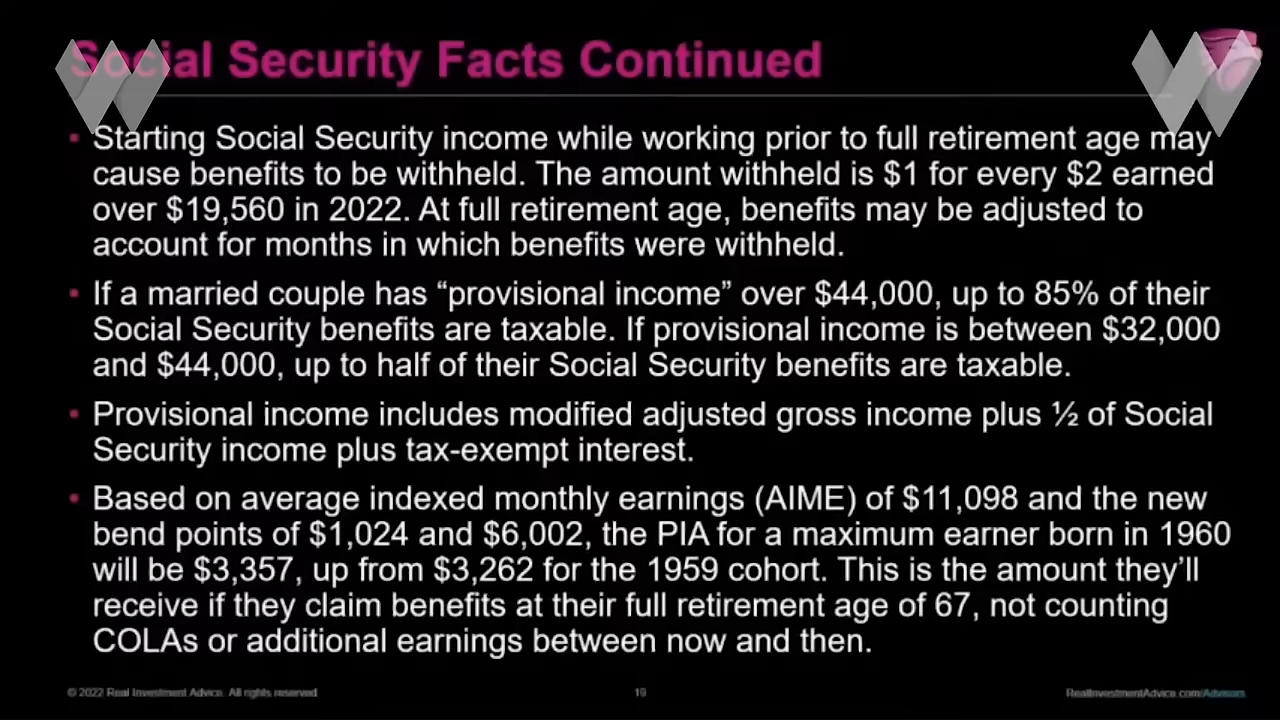 Social Security Facts Continued
• Starting Social Security income while working prior to full retirement age may
cause benefits to be withheld. The amount withheld is $1 for every $2 earned
over $19,560 in 2022. At full retirement age, benefits may be adjusted to
account for months in which benefits were withheld.
• If a married couple has “provisional income” over $44,000, up to 85% of their
Social Security benefits are taxable. If provisional income is between $32,000
and $44,000, up to half of their Social Security benefits are taxable.
• Provisional income includes modified adjusted gross income plus ½ of Social
Security income plus tax-exempt interest.
• Based on average indexed monthly earnings (AIME) of $11,098 and the new
bend points of $1,024 and $6,002, the PIA for a maximum earner born in 1960
will be $3,357, up from $3,262 for the 1959 cohort. This is the amount they’ll
receive if they claim benefits at their full retirement age of 67, not counting
COLAs or additional earnings between now and then.
© 2022 Real Investment Advice. All rights reserved
19
RealInvestmentAdvice.com/Advisors